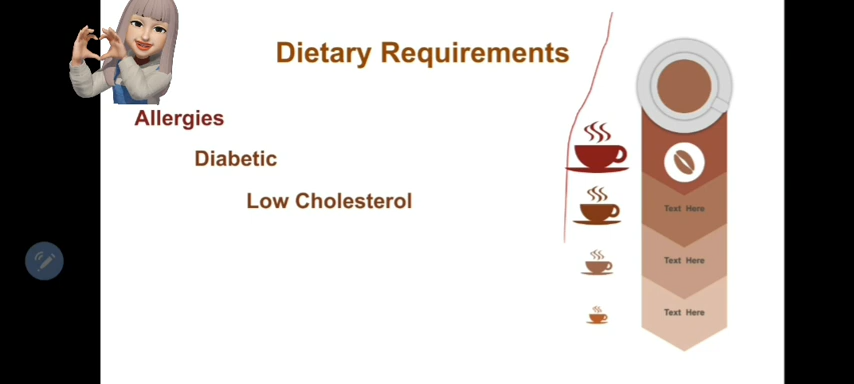 Dietary Requirements
Allergies
Diabetic
Low Cholesterol
Text Here
Text Here
Text Here